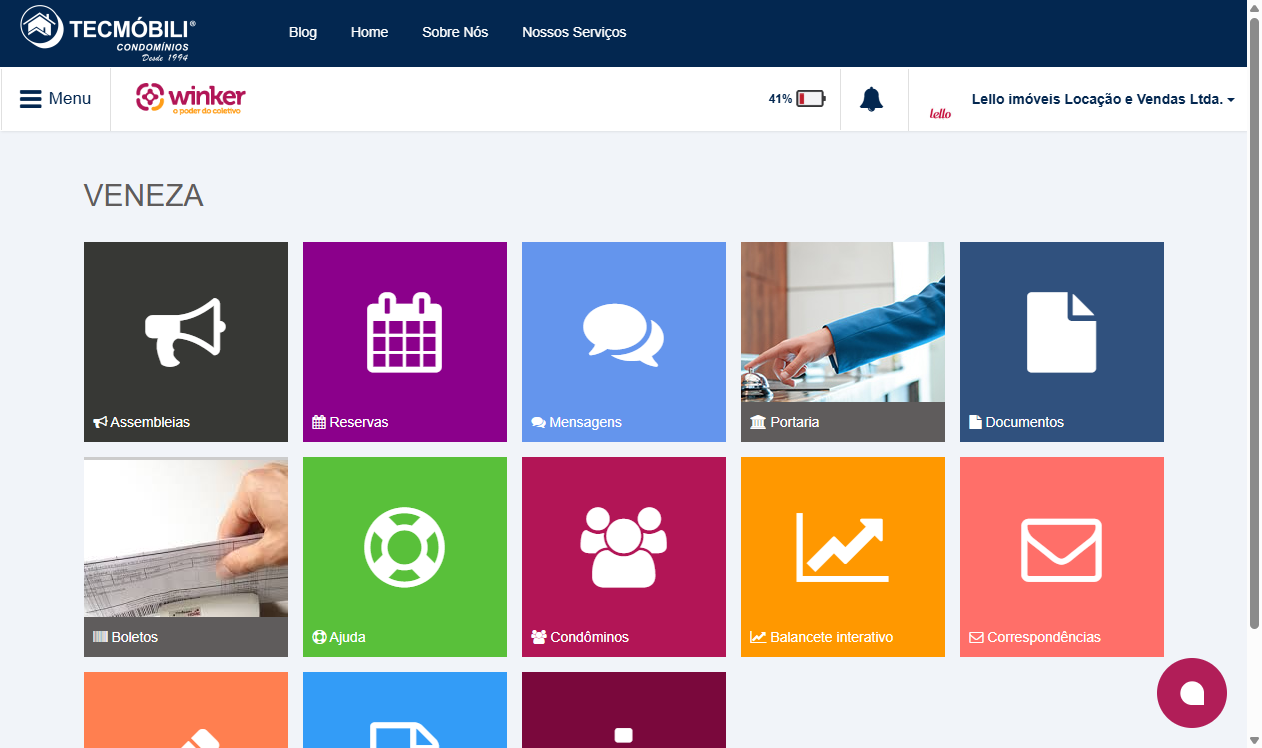 TECMÓBILI®
CONDOMÍNIOS
Desde 1994
Blog
Home
Sobre Nós
Nossos Serviços
Menu
winker
o poder do coletivo
41%
lello
Lello imóveis Locação e Vendas Ltda.
VENEZA
Assembleias
Reservas
Mensagens
Portaria
Documentos
Boletos
Ajuda
Condôminos
Balancete interativo
Correspondências